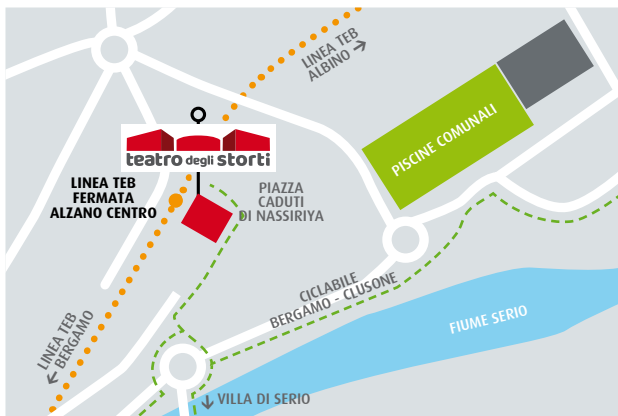 LINEA TEB
ALBINO →
PISCINE COMUNALI
teatro degli storti
LINEA TEB
FERMATA
ALZANO CENTRO
PIAZZA
CADUTI
DI NASSIRIYA
CICLABILE
BERGAMO - CLUSONE
FIUME SERIO
LINEA TEB
← BERGAMO
↓ VILLA DI SERIO